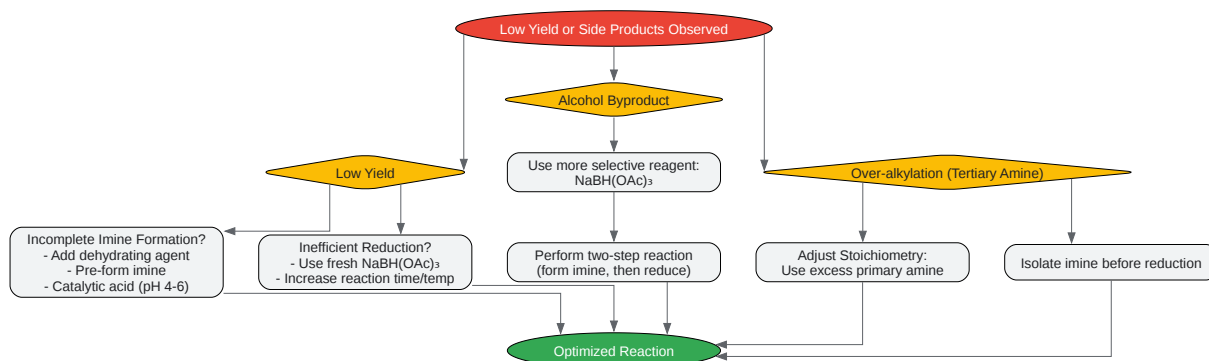 Low Yield or Side Products Observed
Alcohol Byproduct
Low Yield
Use more selective reagent:
NaBH(OAc)₃
Over-alkylation (Tertiary Amine)
Incomplete Imine Formation?
- Add dehydrating agent
- Pre-form imine
- Catalytic acid (pH 4-6)
Inefficient Reduction?
- Use fresh NaBH(OAc)₃
- Increase reaction time/temp
Perform two-step reaction
(form imine, then reduce)
Adjust Stoichiometry:
Use excess primary amine
Isolate imine before reduction
Optimized Reaction